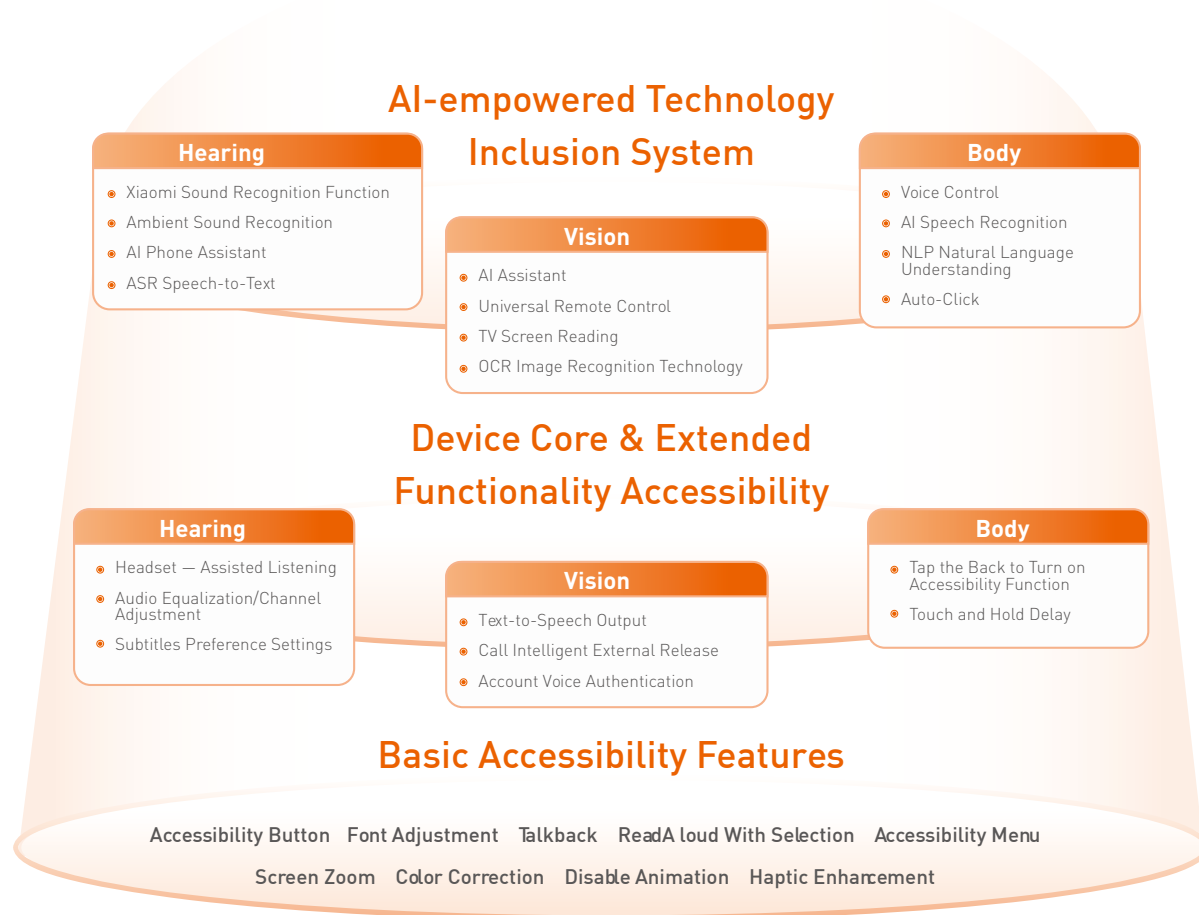 AI-empowered Technology
Inclusion System
Hearing
Xiaomi Sound Recognition Function
Ambient Sound Recognition
AI Phone Assistant
ASR Speech-to-Text
Vision
AI Assistant
Universal Remote Control
TV Screen Reading
OCR Image Recognition Technology
Body
Voice Control
AI Speech Recognition
NLP Natural Language
Understanding
Auto-Click
Device Core & Extended
Functionality Accessibility
Hearing
Headset — Assisted Listening
Audio Equalization/Channel
Adjustment
Subtitles Preference Settings
Vision
Text-to-Speech Output
Call Intelligent External Release
Account Voice Authentication
Body
Tap the Back to Turn on
Accessibility Function
Touch and Hold Delay
Basic Accessibility Features
Accessibility Button Font Adjustment Talkback ReadA loud With Selection Accessibility Menu
Screen Zoom Color Correction Disable Animation Haptic Enhancement